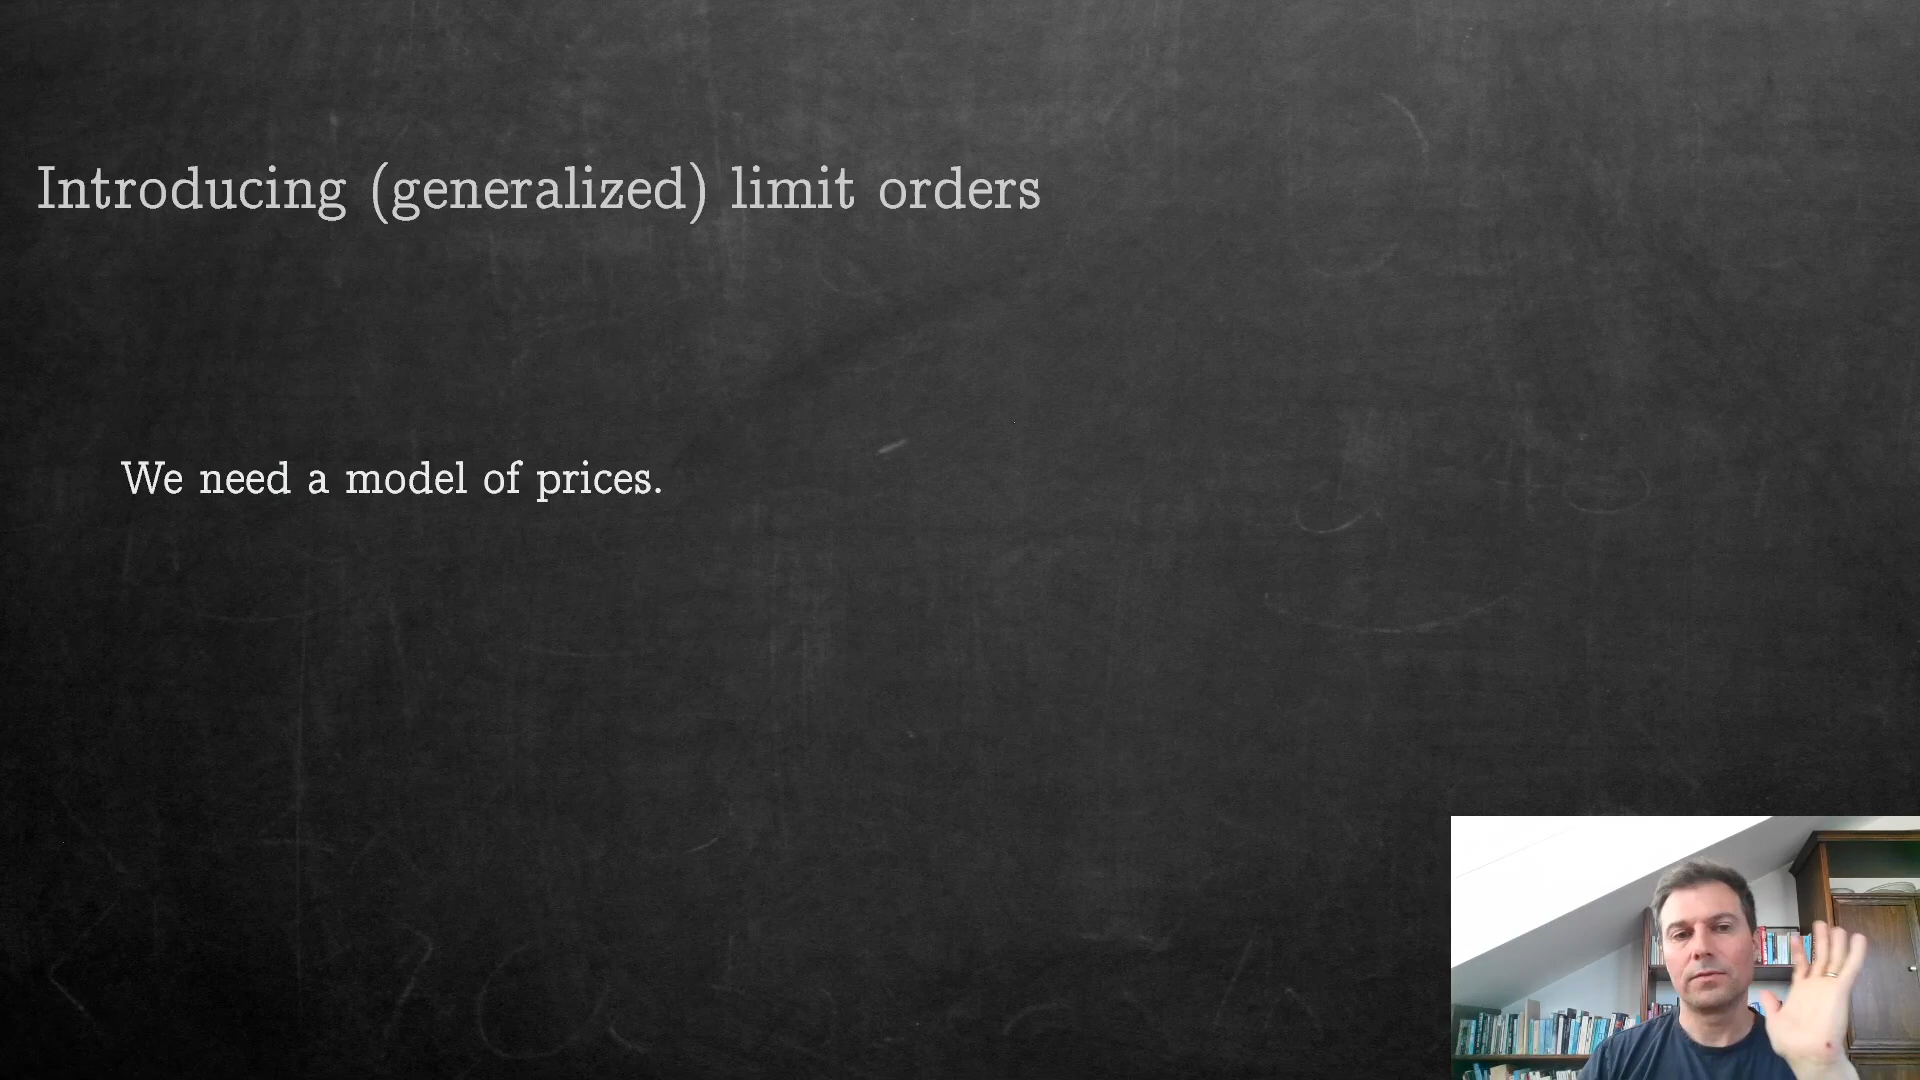 Introducing (generalized) limit orders
We need a model of prices.